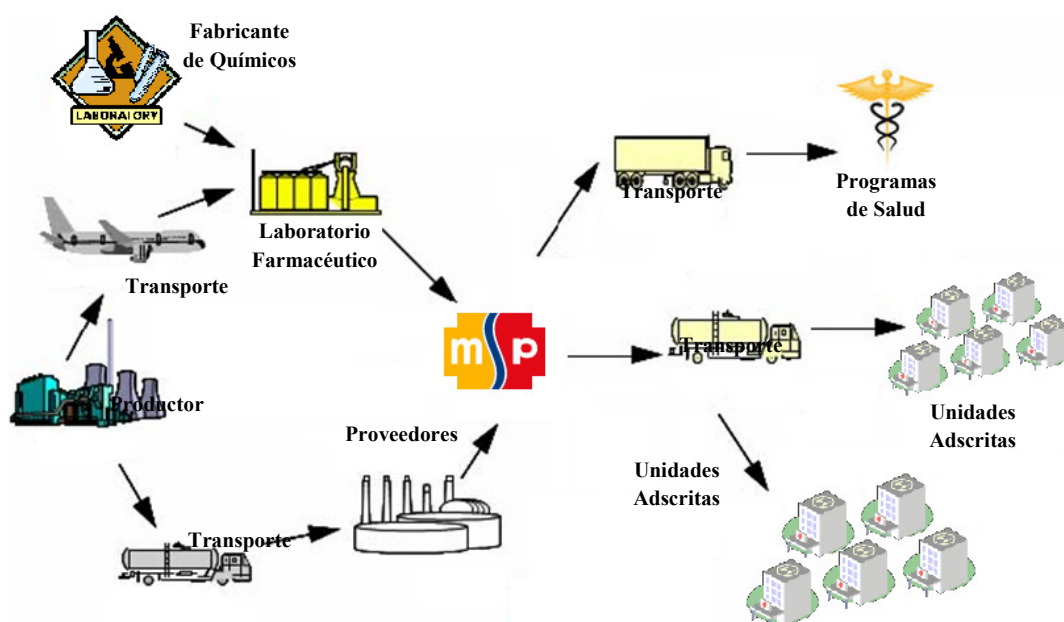 Fabricante
de Químicos
LABORATORY
Laboratorio
Farmacéutico
Transporte
Productor
Transporte
Proveedores
msp
Transporte
Programas
de Salud
Transporte
Unidades
Adscritas
Unidades
Adscritas